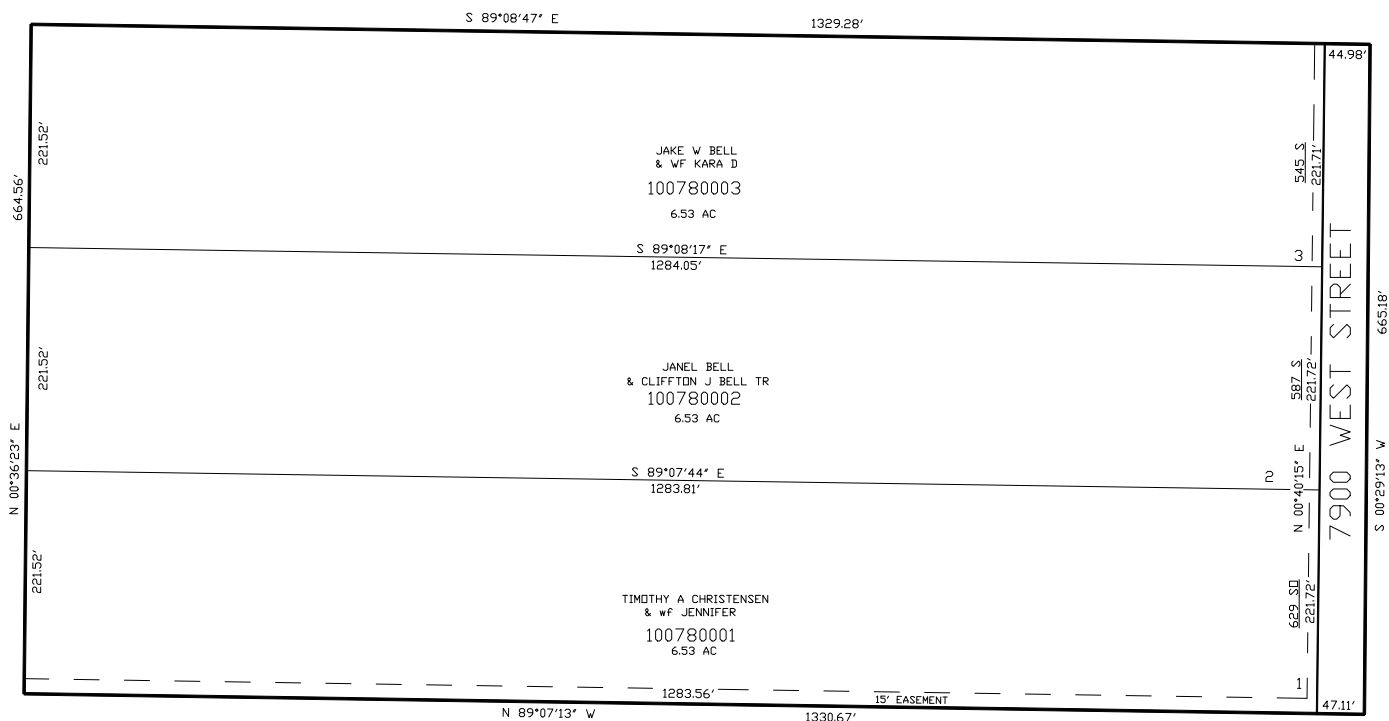 S 89°08'47" E
1329.28'
44.98'
221.52'
664.56'
JAKE W BELL
& WF KARA D
100780003
6.53 AC
545 S
221.71'
S 89°08'17" E
1284.05'
3
221.52'
JANEL BELL
& CLIFFTON J BELL TR
100780002
6.53 AC
587 S
221.72'
7900 WEST STREET
665.18'
N 00°36'23" E
S 89°07'44" E
1283.81'
2
N 00°40'15" E
S 00°29'13" W
221.52'
TIMOTHY A CHRISTENSEN
& wf JENNIFER
100780001
6.53 AC
629 SO
221.72'
1
1283.56'
15' EASEMENT
47.11'
N 89°07'13" W
1330.67'